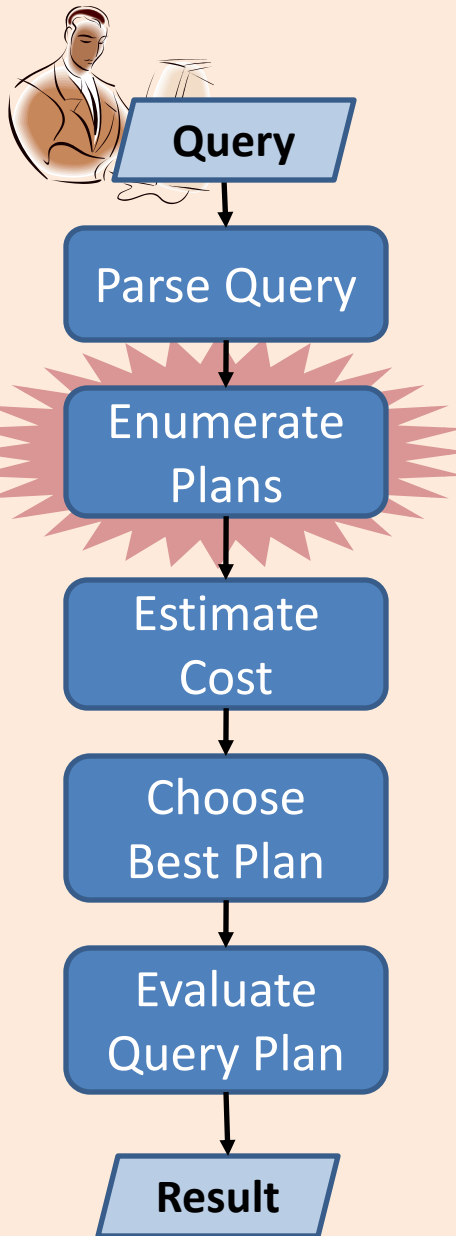 Query
Parse Query
Enumerate
Plans
Estimate
Cost
Choose
Best Plan
Evaluate
Query Plan
Result